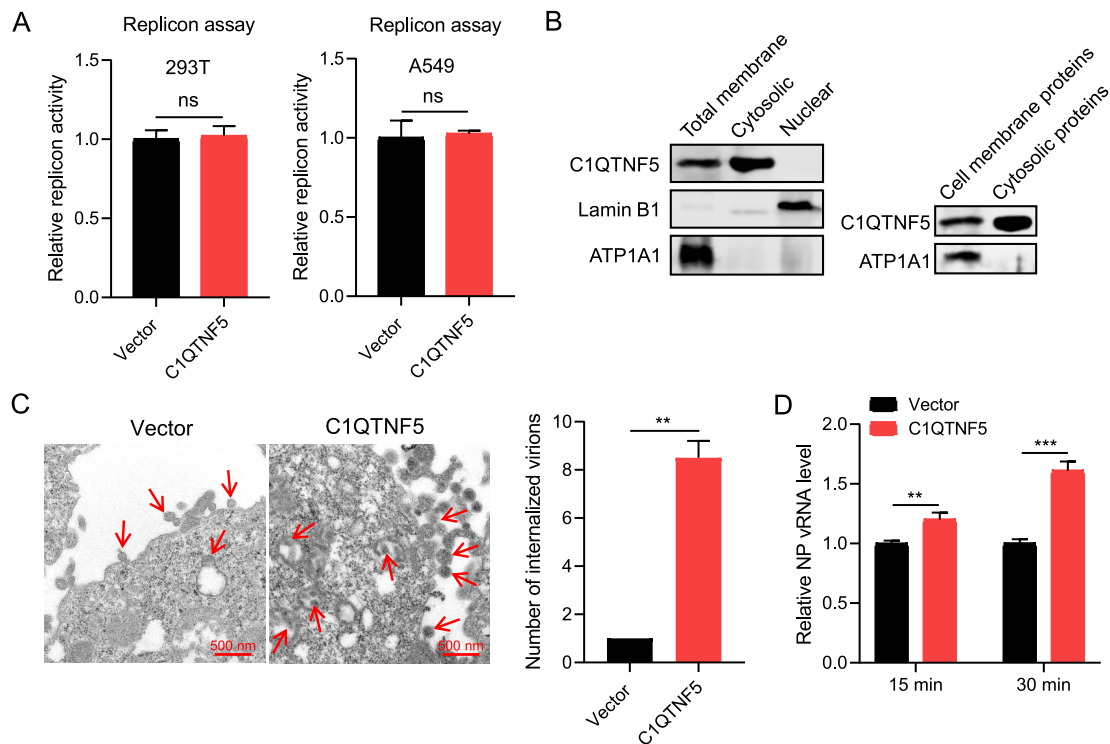 A
Replicon assay
Relative replicon activity
1.5
1.0
0.5
0.0
293T
ns
Vector
C1QTNF5
Replicon assay
Relative replicon activity
1.5
1.0
0.5
0.0
A549
ns
Vector
C1QTNF5
B
Total membrane
Cytosolic
Nuclear
C1QTNF5
Lamin B1
ATP1A1
Cell membrane proteins
Cytosolic proteins
C1QTNF5
ATP1A1
C
Vector
C1QTNF5
500 nm
500 nm
Number of internalized virions
10
8
6
4
2
0
**
Vector
C1QTNF5
D
Vector
C1QTNF5
Relative NP vRNA level
2.0
1.5
1.0
0.5
0.0
**
***
15 min
30 min